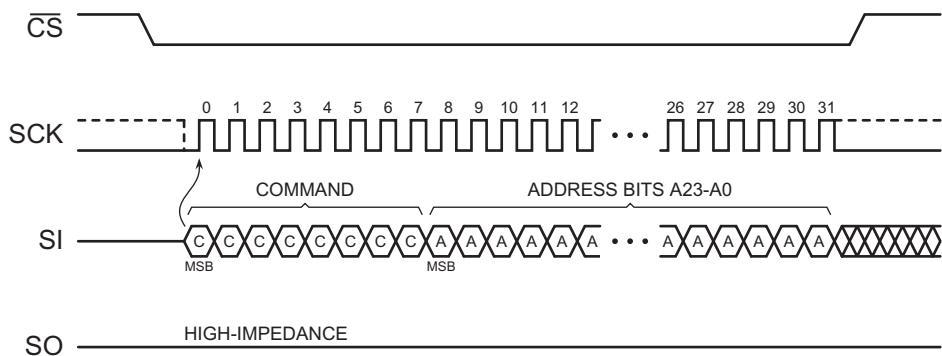 CS
0 1 2 3 4 5 6 7 8 9 10 11 12 26 27 28 29 30 31
SCK
COMMAND ADDRESS BITS A23-A0
SI C C C C C C C C A A A A A A A A A A A A
MSB MSB
HIGH-IMPEDANCE
SO